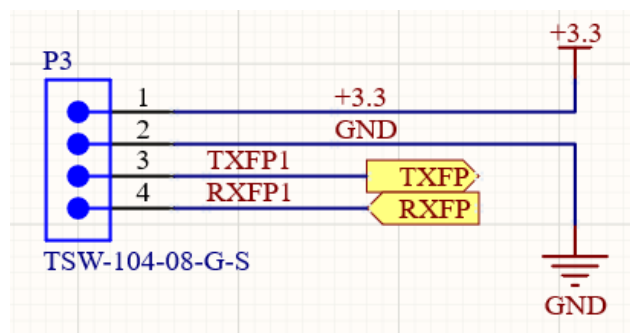 +3.3
P3
1
+3.3
2
GND
3
TXFP1
TXFP
4
RXFP1
RXFP
TSW-104-08-G-S
GND